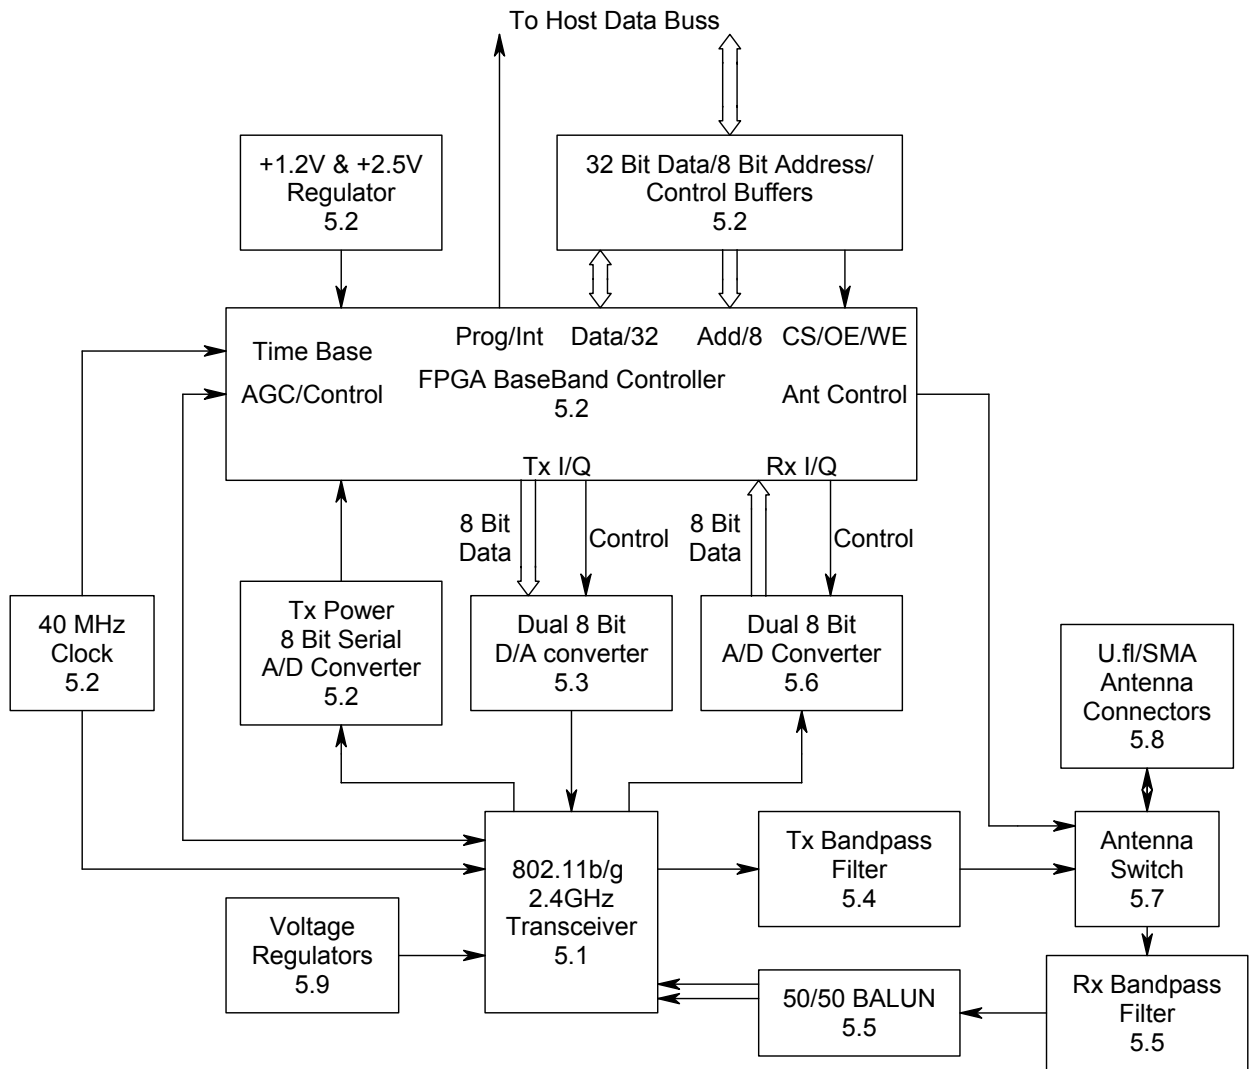 To Host Data Buss
+1.2V & +2.5V
Regulator
5.2
32 Bit Data/8 Bit Address/
Control Buffers
5.2
Prog/Int
Data/32
Add/8
CS/OE/WE
Time Base
FPGA BaseBand Controller
5.2
AGC/Control
Ant Control
Tx I/Q
Rx I/Q
8 Bit
Data
Control
8 Bit
Data
Control
40 MHz
Clock
5.2
Tx Power
8 Bit Serial
A/D Converter
5.2
Dual 8 Bit
D/A converter
5.3
Dual 8 Bit
A/D Converter
5.6
U.fl/SMA
Antenna
Connectors
5.8
802.11b/g
2.4GHz
Transceiver
5.1
Tx Bandpass
Filter
5.4
Antenna
Switch
5.7
Voltage
Regulators
5.9
50/50 BALUN
5.5
Rx Bandpass
Filter
5.5